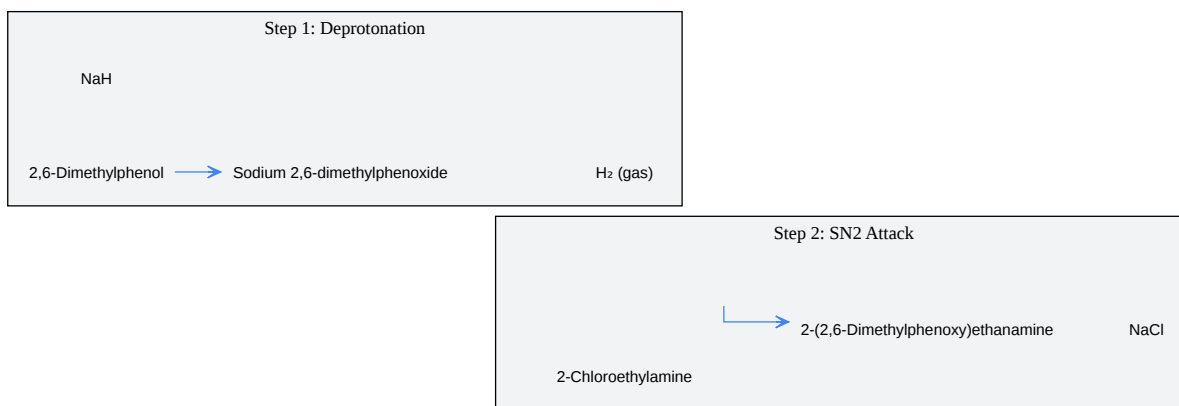 Step 1: Deprotonation
NaH
2,6-Dimethylphenol
Sodium 2,6-dimethylphenoxide
H₂ (gas)
Step 2: SN2 Attack
2-(2,6-Dimethylphenoxy)ethanamine
NaCl
2-Chloroethylamine